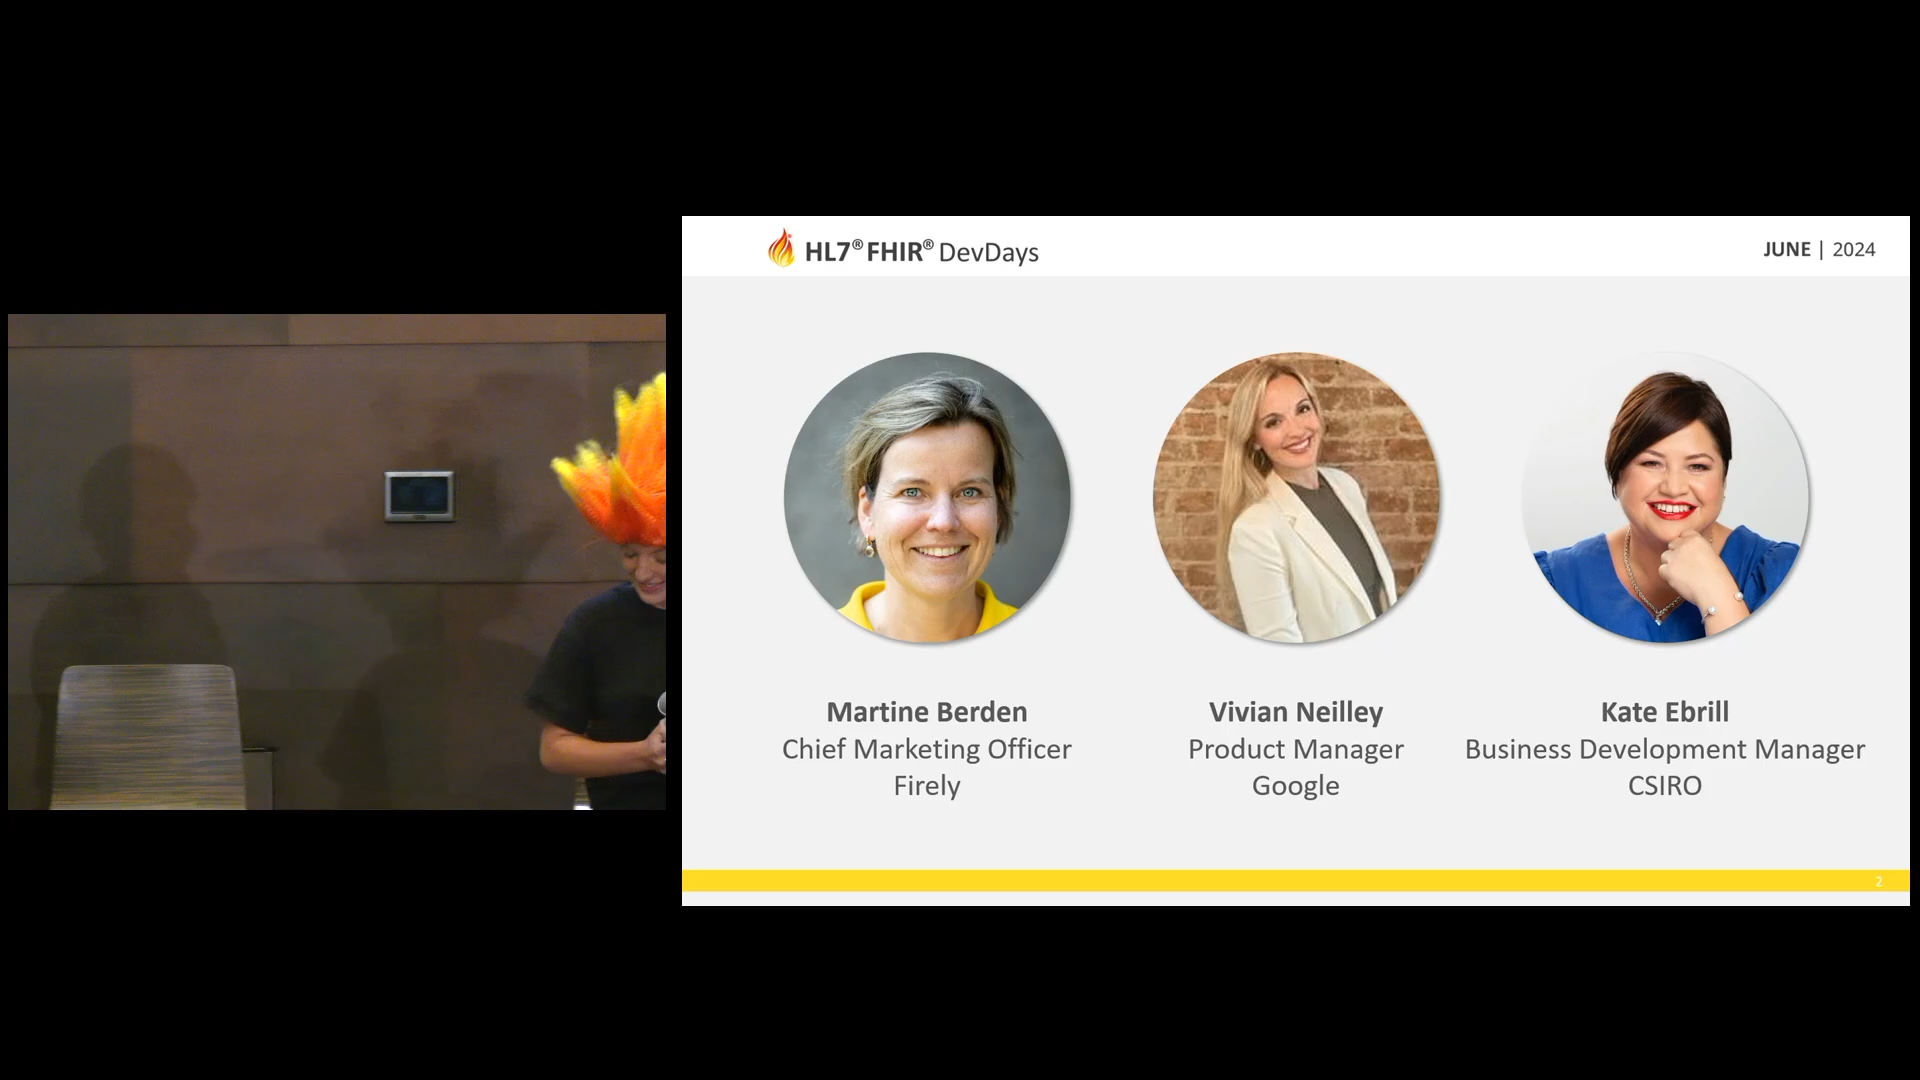 HL7® FHIR® DevDays
JUNE | 2024
Martine Berden
Chief Marketing Officer
Firely
Vivian Neilley
Product Manager
Google
Kate Ebrill
Business Development Manager
CSIRO
2